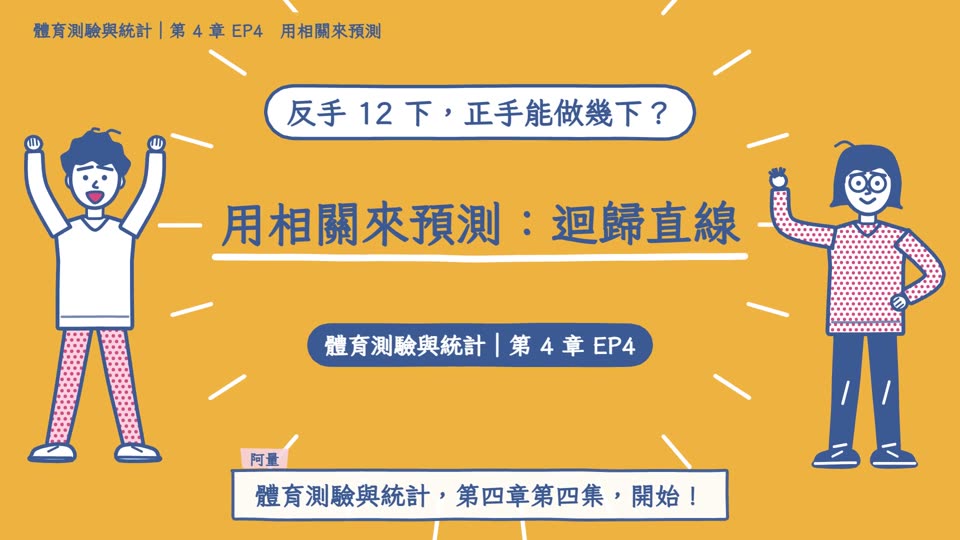 體育測驗與統計｜第 4 章 EP4　用相關來預測
反手 12 下，正手能做幾下？
用相關來預測：迴歸直線
體育測驗與統計｜第 4 章 EP4
阿量
體育測驗與統計，第四章第四集，開始！